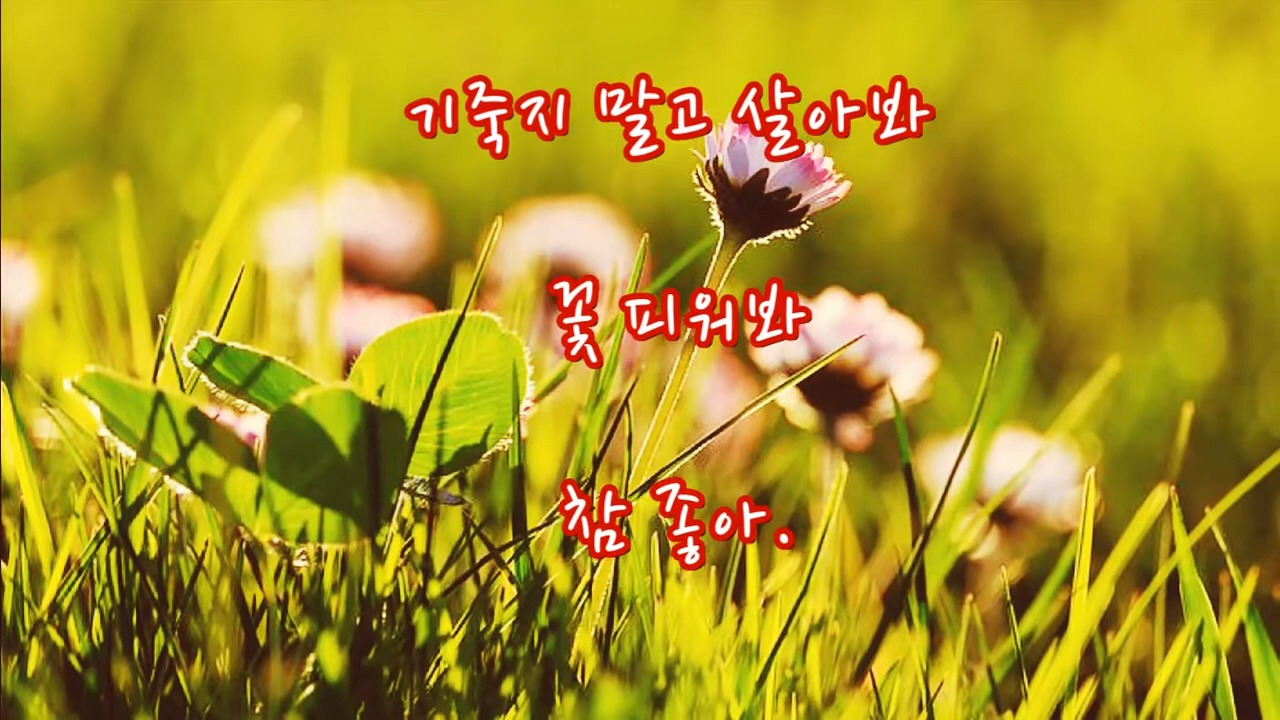 기죽지 말고 살아봐
꽃 피워봐
참 좋아.